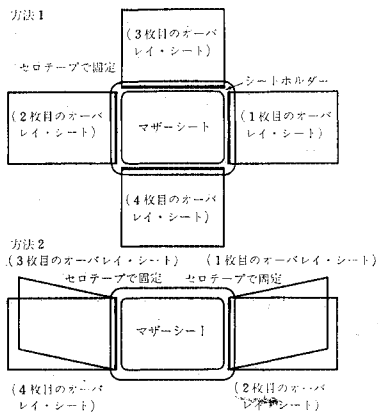 方法1
(3枚目のオーバ
レイ・シート)
セロテープで固定
シートホルダー
(2枚目のオーバ
レイ・シート)
マザーシート
(1枚目のオーバ
レイ・シート)
(4枚目のオーバ
レイ・シート)
方法2
(3枚目のオーバレイ・シート)
(1枚目のオーバレイ・シート)
セロテープで固定
セロテープで固定
マザーシート
(4枚目のオーバ
レイ・シート)
(2枚目のオーバ
レイ・シート)